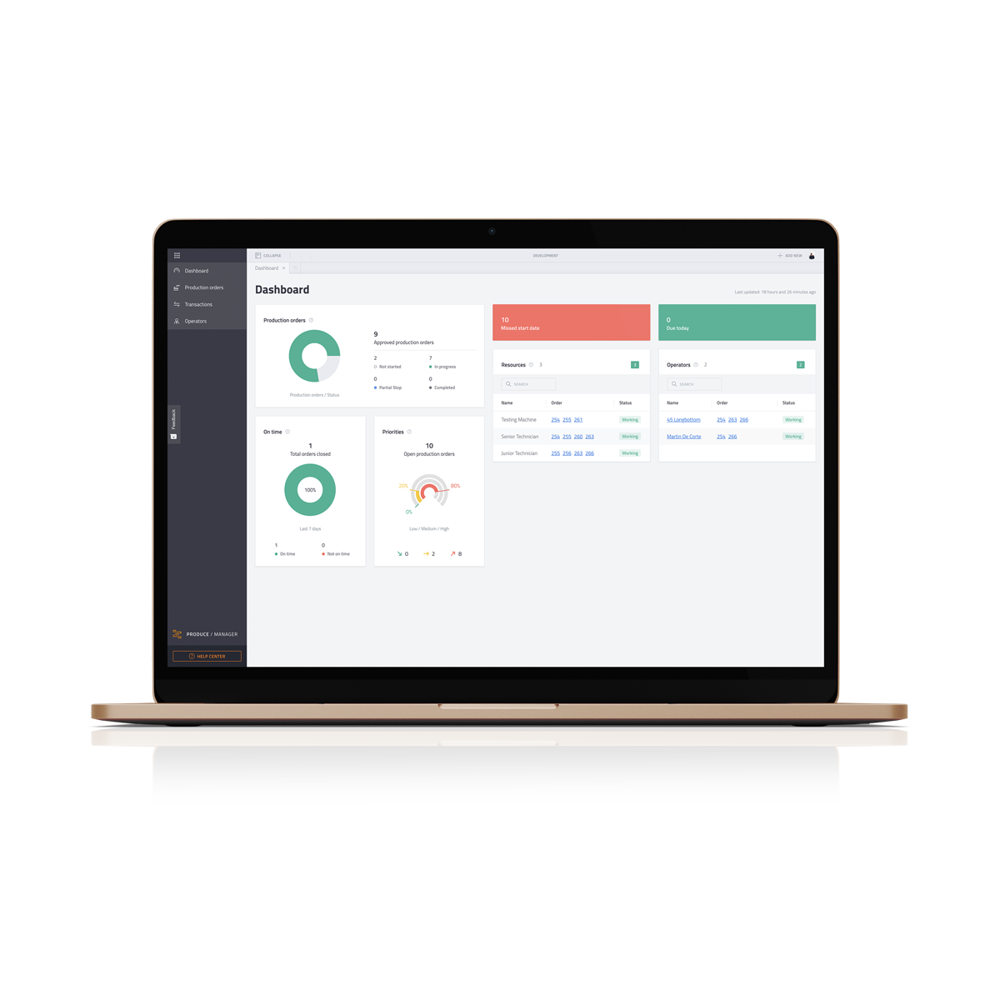 COLLAPSE
DEVELOPMENT
ADD NEW
Dashboard
Dashboard
Production orders
Transactions
Operators
Dashboard
Last updated: 18 hours and 26 minutes ago
Production orders
9
Approved production orders
2 7
Not started In progress
0 0
Partial Stop Completed
Production orders / Status
10
Missed start date
0
Due today
Resources 3 3
SEARCH
Name Order Status
Testing Machine 254 255 261 Working
Senior Technician 254 255 260 263 Working
Junior Technician 255 256 263 266 Working
Operators 2 2
SEARCH
Name Order Status
45 Longbottom 254 263 266 Working
Martin De Corte 254 266 Working
On time
1
Total orders closed
100%
Last 7 days
1 0
On time Not on time
Priorities
10
Open production orders
20% 80%
0%
Low / Medium / High
0 2 8
Feedback
PRODUCE / MANAGER
HELP CENTER